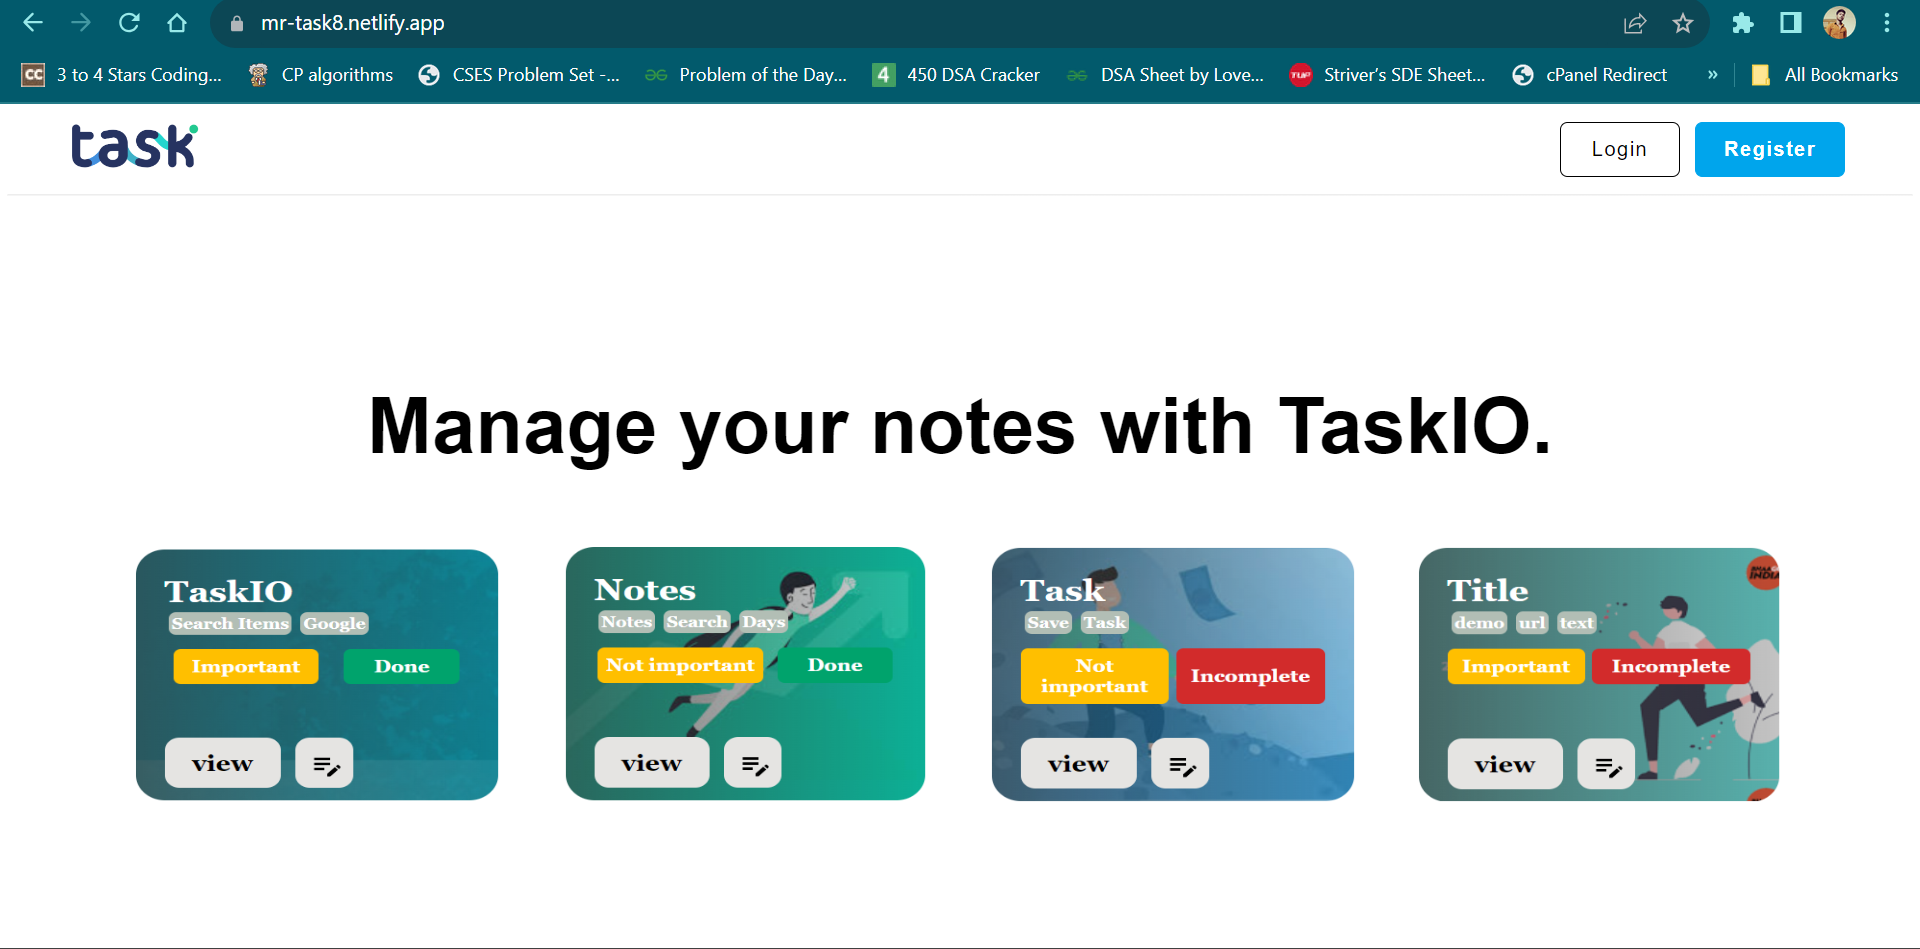 mr-task8.netlify.app
CC 3 to 4 Stars Coding... CP algorithms CSES Problem Set -... Problem of the Day... 4 450 DSA Cracker DSA Sheet by Love... TUF Striver's SDE Sheet... cPanel Redirect » All Bookmarks
task Login Register
Manage your notes with TaskIO.
TaskIO
Search Items Google
Important Done
view
Notes
Notes Search Days
Not important Done
view
Task
Save Task
Not
important
Incomplete
view
Title
demo url text
Important Incomplete
view